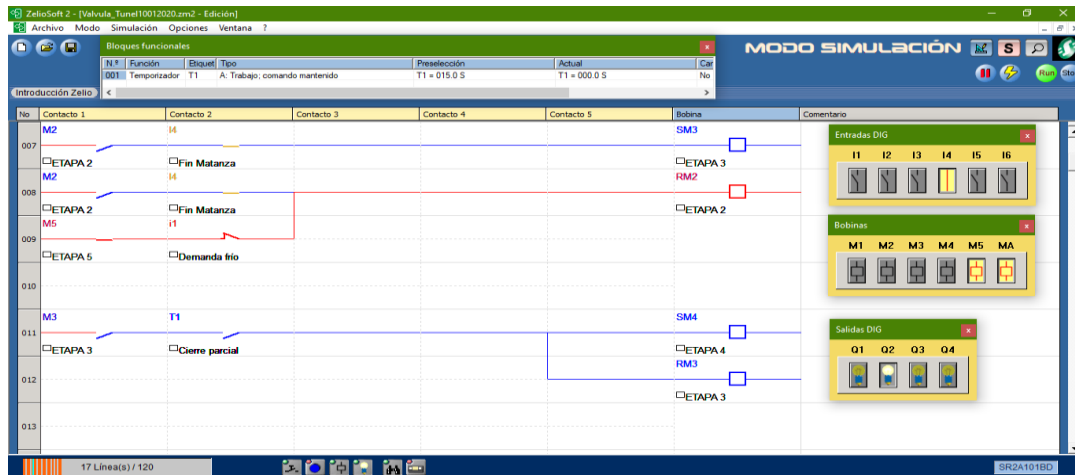 ZelioSoft 2 - [Valvula_Tunel10012020.zm2 - Edición]
Archivo Modo Simulación Opciones Ventana ?
Bloques funcionales
MODO SIMULACIÓN
S
N.º Función Etiquet Tipo Preselección Actual Car
001 Temporizador T1 A: Trabajo; comando mantenido T1 = 015.0 S T1 = 000.0 S No
Run Sto
Introducción Zelio
No Contacto 1 Contacto 2 Contacto 3 Contacto 4 Contacto 5 Bobina Comentario
M2 I4 SM3
007
ETAPA 2 Fin Matanza ETAPA 3
M2 I4 RM2
008
ETAPA 2 Fin Matanza ETAPA 2
M5 i1
009
ETAPA 5 Demanda frío
010
M3 T1 SM4
011
ETAPA 3 Cierre parcial ETAPA 4
RM3
012
ETAPA 3
013
Entradas DIG
I1 I2 I3 I4 I5 I6
Bobinas
M1 M2 M3 M4 M5 MA
Salidas DIG
Q1 Q2 Q3 Q4
17 Línea(s) / 120
SR2A101BD